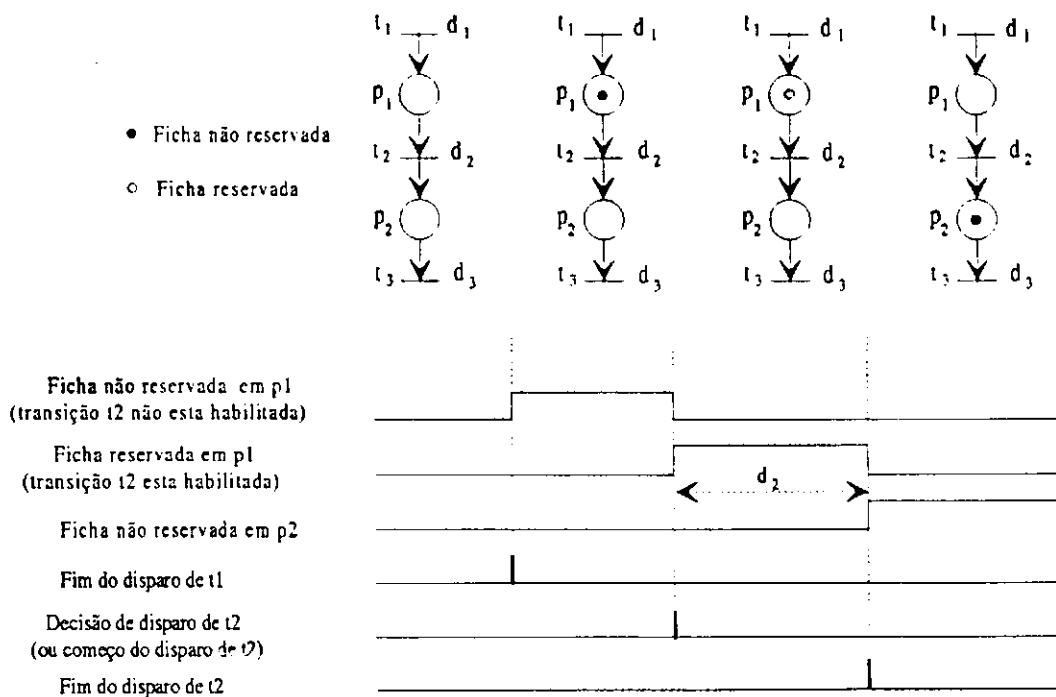 t1 d1 t1 d1 t1 d1 t1 d1
p1 p1 p1 p1
● Ficha não reservada
t2 d2 t2 d2 t2 d2 t2 d2
○ Ficha reservada
p2 p2 p2 p2
t3 d3 t3 d3 t3 d3 t3 d3
Ficha não reservada em p1
(transição t2 não esta habilitada)
Ficha reservada em p1
(transição t2 esta habilitada)
d2
Ficha não reservada em p2
Fim do disparo de t1
Decisão de disparo de t2
(ou começo do disparo de t2)
Fim do disparo de t2